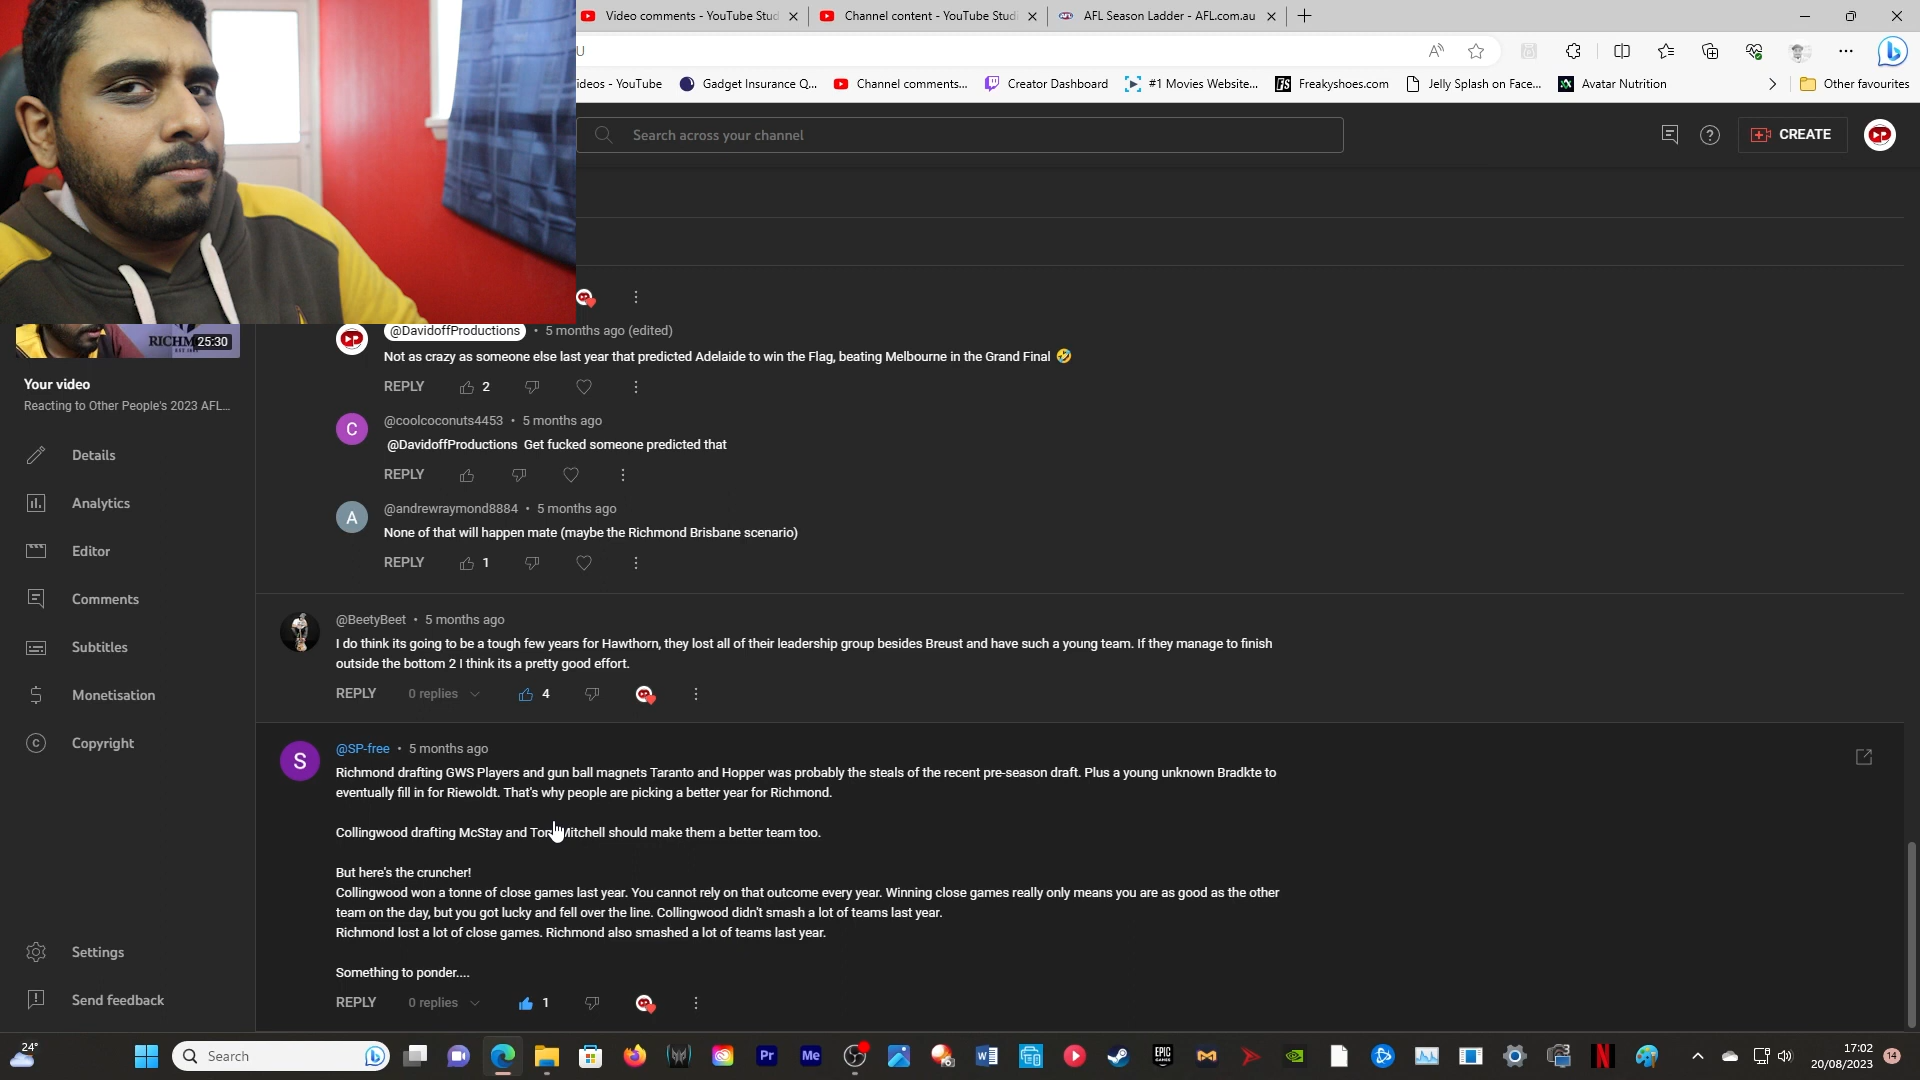 Video comments - YouTube Stud
Channel content - YouTube Studi
AFL Season Ladder - AFL.com.au
U
ideos - YouTube
Gadget Insurance Q...
Channel comments...
Creator Dashboard
#1 Movies Website...
Freakyshoes.com
Jelly Splash on Face...
Avatar Nutrition
Other favourites
Search across your channel
CREATE
@DavidoffProductions • 5 months ago (edited)
Not as crazy as someone else last year that predicted Adelaide to win the Flag, beating Melbourne in the Grand Final 🤣
REPLY 2
@coolcoconuts4453 • 5 months ago
@DavidoffProductions Get fucked someone predicted that
REPLY
@andrewraymond8884 • 5 months ago
None of that will happen mate (maybe the Richmond Brisbane scenario)
REPLY 1
@BeetyBeet • 5 months ago
I do think its going to be a tough few years for Hawthorn, they lost all of their leadership group besides Breust and have such a young team. If they manage to finish
outside the bottom 2 I think its a pretty good effort.
REPLY 0 replies 4
@SP-free • 5 months ago
Richmond drafting GWS Players and gun ball magnets Taranto and Hopper was probably the steals of the recent pre-season draft. Plus a young unknown Bradkte to
eventually fill in for Riewoldt. That's why people are picking a better year for Richmond.
Collingwood drafting McStay and Tom Mitchell should make them a better team too.
But here's the cruncher!
Collingwood won a tonne of close games last year. You cannot rely on that outcome every year. Winning close games really only means you are as good as the other
team on the day, but you got lucky and fell over the line. Collingwood didn't smash a lot of teams last year.
Richmond lost a lot of close games. Richmond also smashed a lot of teams last year.
Something to ponder....
REPLY 0 replies 1
RICHM
25:30
Your video
Reacting to Other People's 2023 AFL...
Details
Analytics
Editor
Comments
Subtitles
Monetisation
Copyright
Settings
Send feedback
24°
Search
17:02
20/08/2023
14